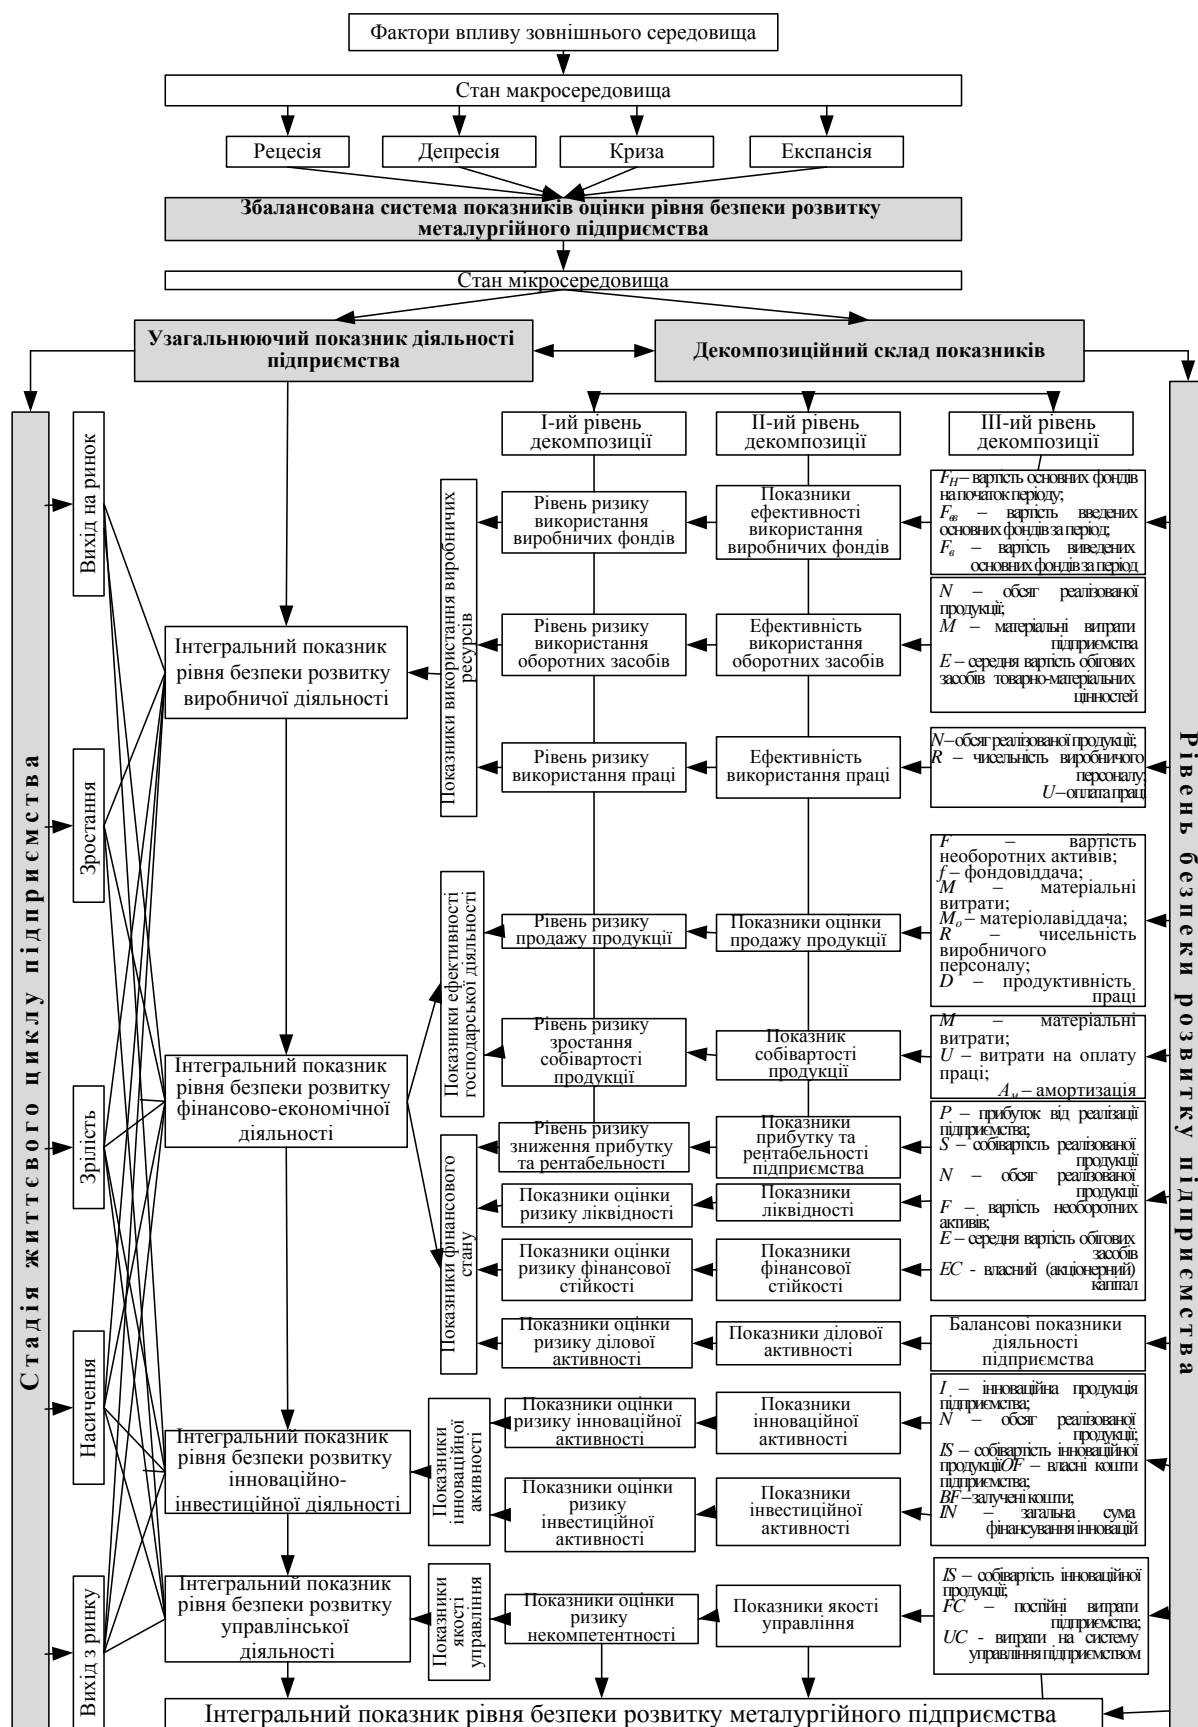 Фактори впливу зовнішнього середовища
Стан макросередовища
Рецесія
Депресія
Криза
Експансія
Збалансована система показників оцінки рівня безпеки розвитку
металургійного підприємства
Стан мікросередовища
Узагальнюючий показник діяльності
підприємства
Декомпозиційний склад показників
Стадія життєвого циклу підприємства
Вихід на ринок
Зростання
Зрілість
Насичення
Вихід з ринку
І-ий рівень
декомпозиції
ІІ-ий рівень
декомпозиції
ІІІ-ий рівень
декомпозиції
Інтегральний показник
рівня безпеки розвитку
виробничої діяльності
Показники використання виробничих
ресурсів
Рівень ризику
використання
виробничих фондів
Показники
ефективності
використання
виробничих фондів
F_H – вартість основних фондів
на початок періоду;
F_вв – вартість введених
основних фондів за період;
F_в – вартість виведених
основних фондів за період
Рівень ризику
використання
оборотних засобів
Ефективність
використання
оборотних засобів
N – обсяг реалізованої
продукції;
M – матеріальні витрати
підприємства
E – середня вартість обігових
засобів товарно-матеріальних
цінностей
Рівень ризику
використання праці
Ефективність
використання праці
N – обсяг реалізованої продукції;
R – чисельність виробничого
персоналу;
U – оплата праці
Інтегральний показник
рівня безпеки розвитку
фінансово-економічної
діяльності
Показники ефективності
господарської діяльності
Рівень ризику
продажу продукції
Показники оцінки
продажу продукції
F – вартість
необоротних активів;
f – фондовіддача;
M – матеріальні
витрати;
M_o – матеріолавіддача;
R – чисельність
виробничого
персоналу;
D – продуктивність
праці
Рівень ризику
зростання
собівартості
продукції
Показник
собівартості
продукції
M – матеріальні
витрати;
U – витрати на оплату
праці;
A_м – амортизація
Показники фінансового
стану
Рівень ризику
зниження прибутку
та рентабельності
Показники
прибутку та
рентабельності
підприємства
P – прибуток від реалізації
підприємства;
S – собівартість реалізованої
продукції
N – обсяг реалізованої
продукції
F – вартість необоротних
активів;
E – середня вартість обігових
засобів
EC - власний (акціонерний)
капітал
Показники оцінки
ризику ліквідності
Показники
ліквідності
Показники оцінки
ризику фінансової
стійкості
Показники
фінансової
стійкості
Показники оцінки
ризику ділової
активності
Показники ділової
активності
Балансові показники
діяльності
підприємства
Інтегральний показник
рівня безпеки розвитку
інноваційно-
інвестиційної діяльності
Показники
інноваційної
акивності
Показники оцінки
ризику інноваційної
активності
Показники
інноваційної
активності
I – інноваційна продукція
підприємства;
N – обсяг реалізованої
продукції;
IS – собівартість інноваційної
продукціїOF – власні кошти
підприємства;
BF – залучені кошти;
IN – загальна сума
фінансування інновацій
Показники оцінки
ризику
інвестиційної
активності
Показники
інвестиційної
активності
Інтегральний показник
рівня безпеки розвитку
управлінської
діяльності
Показники
якості
управління
Показники оцінки
ризику
некомпетентності
Показники якості
управління
IS – собівартість інноваційної
продукції;
FC – постійні витрати
підприємства;
UC - витрати на систему
управління підприємством
Рівень безпеки розвитку підприємства
Інтегральний показник рівня безпеки розвитку металургійного підприємства